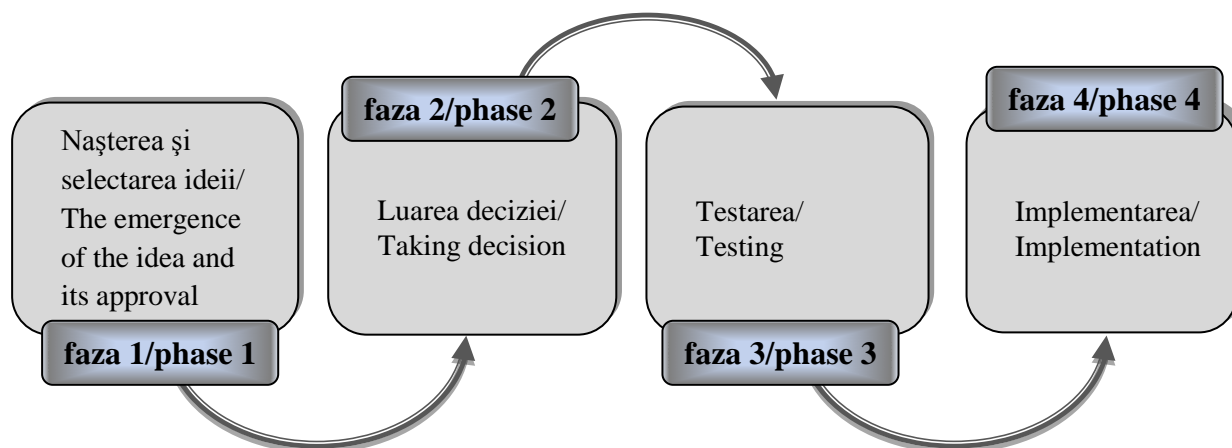 Naşterea şi
selectarea ideii/
The emergence
of the idea and
its approval
faza 1/phase 1
faza 2/phase 2
Luarea deciziei/
Taking decision
Testarea/
Testing
faza 3/phase 3
faza 4/phase 4
Implementarea/
Implementation